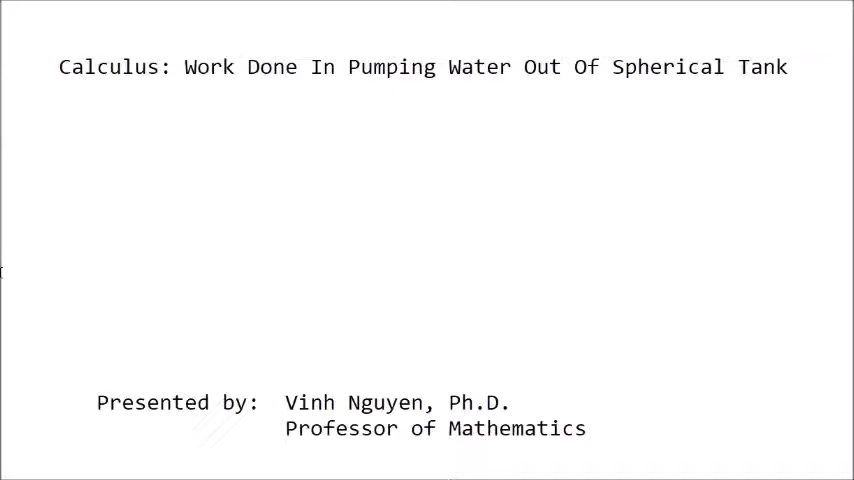 Calculus: Work Done In Pumping Water Out Of Spherical Tank
Presented by: Vinh Nguyen, Ph.D.
Professor of Mathematics